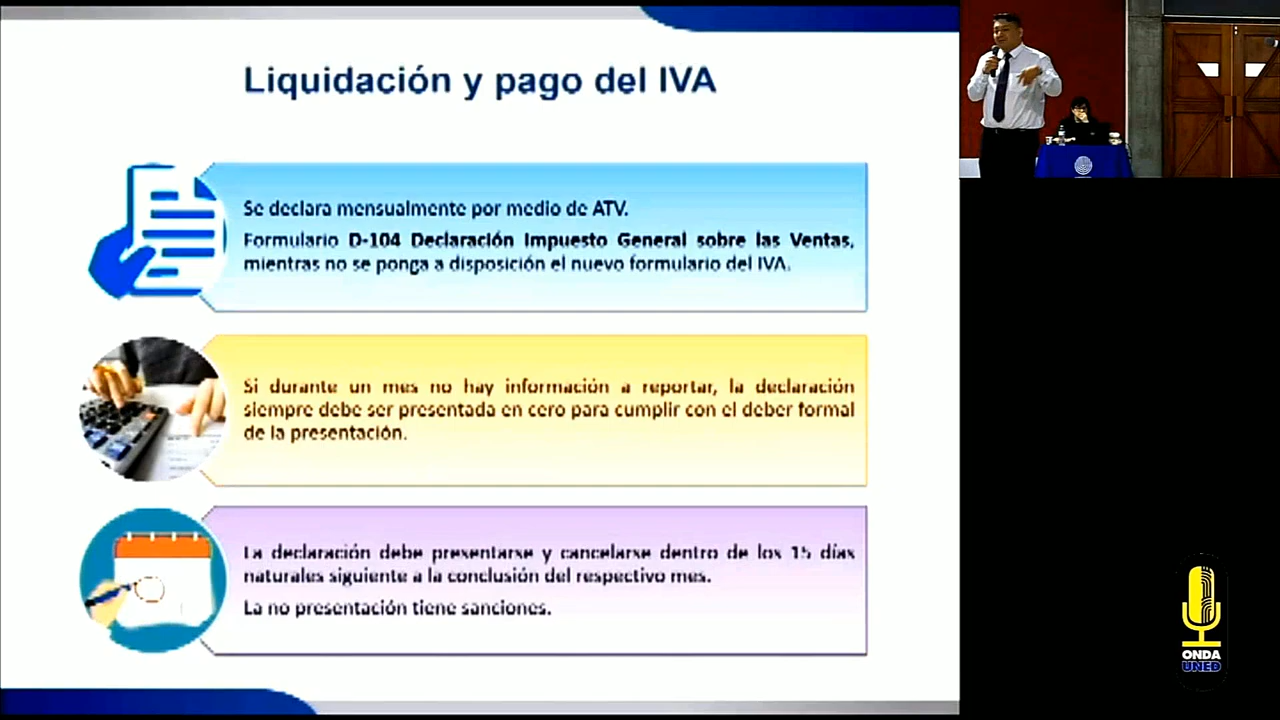 Liquidación y pago del IVA
Se declara mensualmente por medio de ATV.
Formulario D-104 Declaración Impuesto General sobre las Ventas,
mientras no se ponga a disposición el nuevo formulario del IVA.
Si durante un mes no hay información a reportar, la declaración
siempre debe ser presentada en cero para cumplir con el deber formal
de la presentación.
La declaración debe presentarse y cancelarse dentro de los 15 días
naturales siguiente a la conclusión del respectivo mes.
La no presentación tiene sanciones.
ONDA
UNED